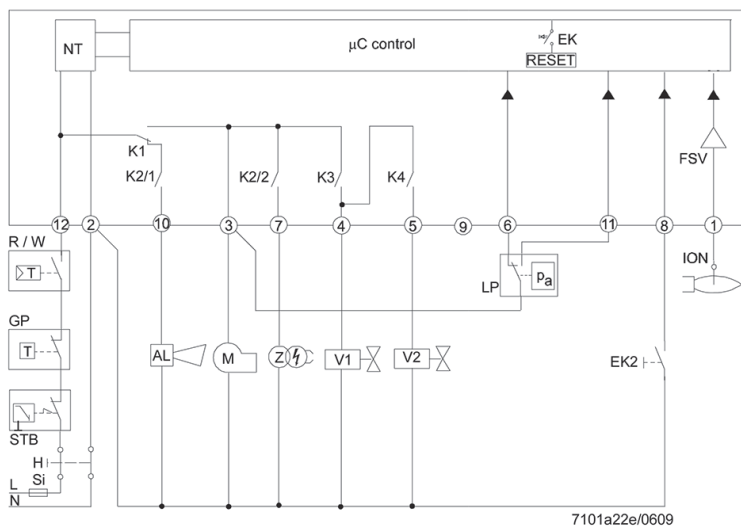 NT
µC control
EK
RESET
K1
K2/1
K2/2
K3
K4
FSV
12 2 10 3 7 4 5 9 6 11 8 1
R / W
T
LP
pa
ION
GP
T
AL
M
Z
V1
V2
EK2
STB
H
Si
L
N
7101a22e/0609